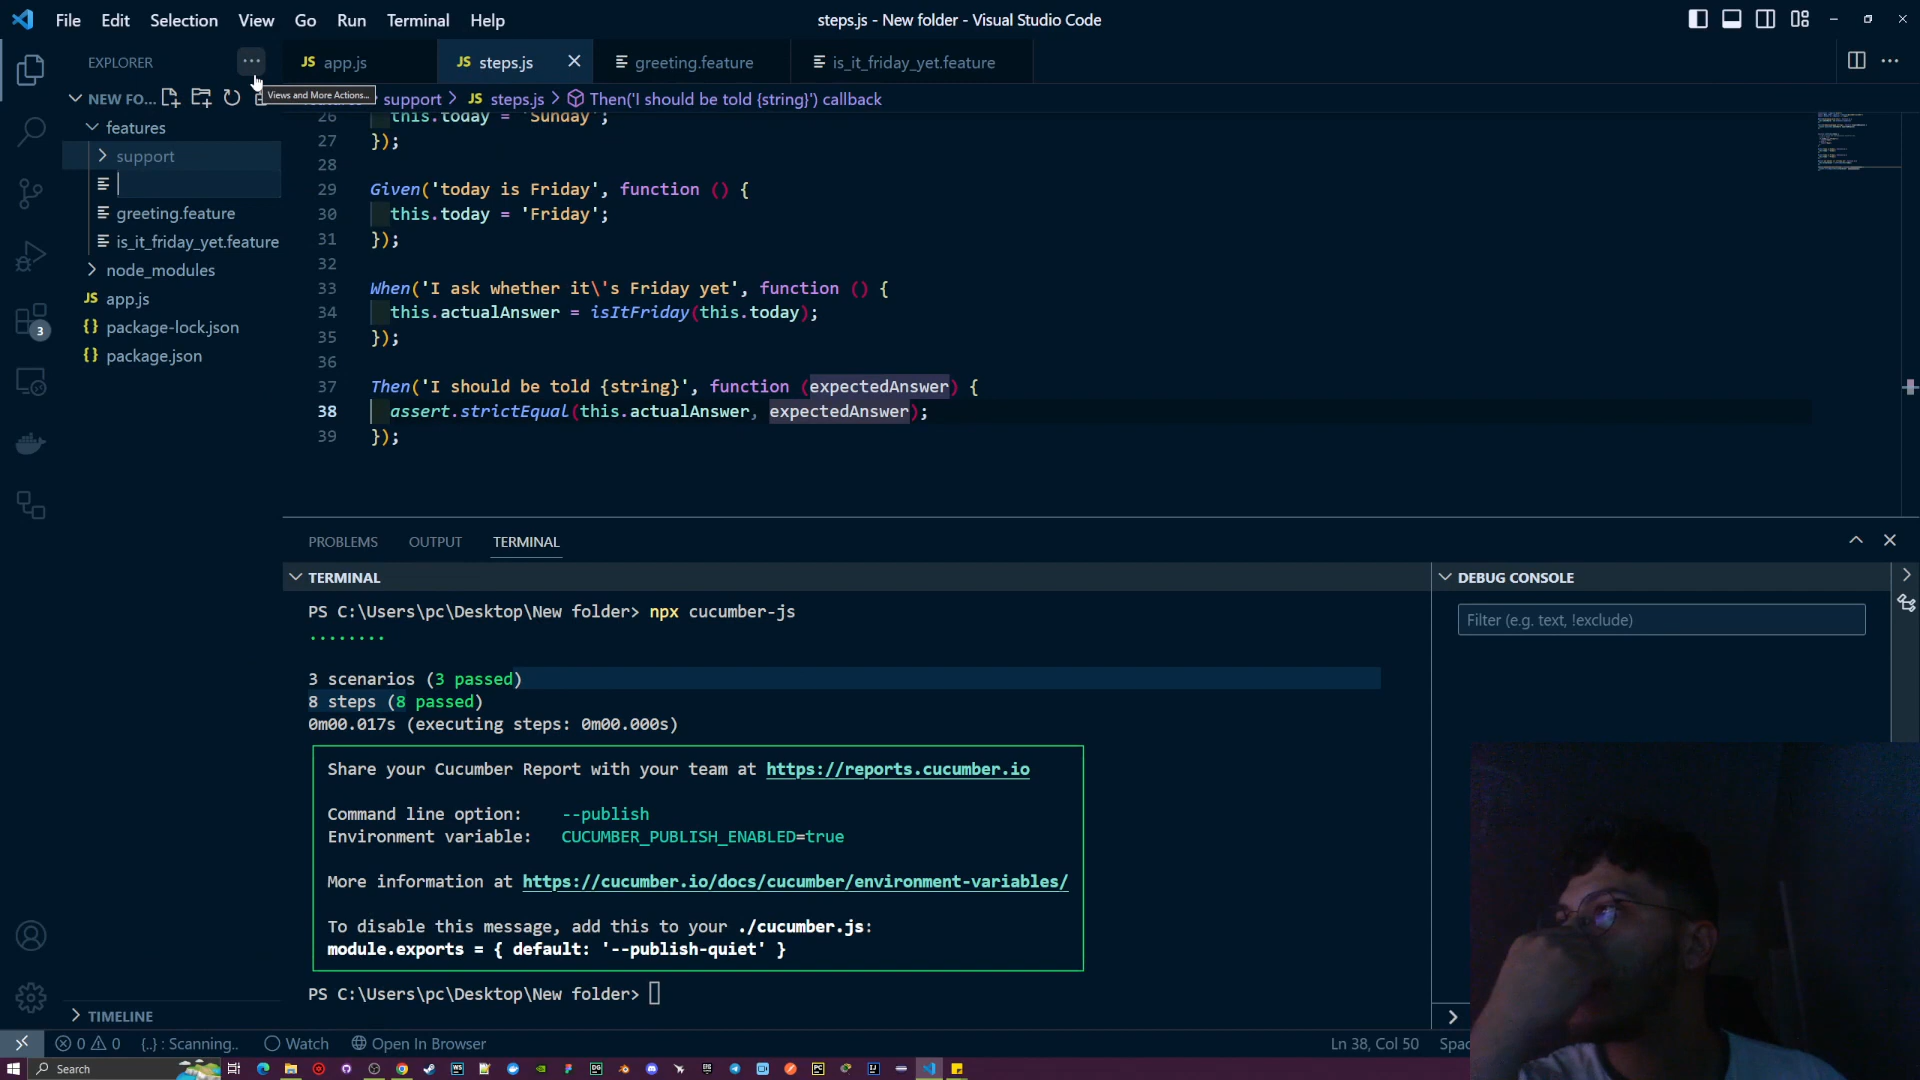 File Edit Selection View Go Run Terminal Help
steps.js - New folder - Visual Studio Code
EXPLORER
JS app.js
JS steps.js
greeting.feature
is_it_friday_yet.feature
NEW FO...
Views and More Actions...
support > JS steps.js > Then('I should be told {string}') callback
features
support
greeting.feature
is_it_friday_yet.feature
node_modules
JS app.js
{} package-lock.json
{} package.json
26 this.today = 'Sunday';
27 });
28
29 Given('today is Friday', function () {
30 this.today = 'Friday';
31 });
32
33 When('I ask whether it\'s Friday yet', function () {
34 this.actualAnswer = isItFriday(this.today);
35 });
36
37 Then('I should be told {string}', function (expectedAnswer) {
38 assert.strictEqual(this.actualAnswer, expectedAnswer);
39 });
3
PROBLEMS OUTPUT TERMINAL
TERMINAL
DEBUG CONSOLE
Filter (e.g. text, !exclude)
PS C:\Users\pc\Desktop\New folder> npx cucumber-js
........
3 scenarios (3 passed)
8 steps (8 passed)
0m00.017s (executing steps: 0m00.000s)
Share your Cucumber Report with your team at https://reports.cucumber.io
Command line option: --publish
Environment variable: CUCUMBER_PUBLISH_ENABLED=true
More information at https://cucumber.io/docs/cucumber/environment-variables/
To disable this message, add this to your ./cucumber.js:
module.exports = { default: '--publish-quiet' }
PS C:\Users\pc\Desktop\New folder>
TIMELINE
0 0 {..} : Scanning.. Watch Open In Browser
Ln 38, Col 50 Spac
Search